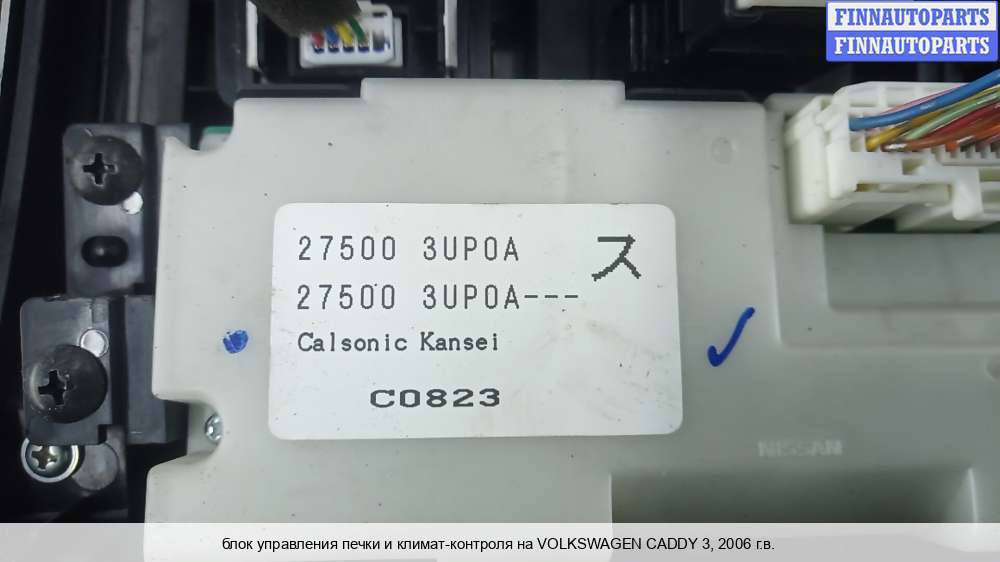 FINNAUTOPARTS
FINNAUTOPARTS
27500 3UP0A
ス
27500 3UP0A---
Calsonic Kansei
C0823
NISSAN
блок управления печки и климат-контроля на VOLKSWAGEN CADDY 3, 2006 г.в.